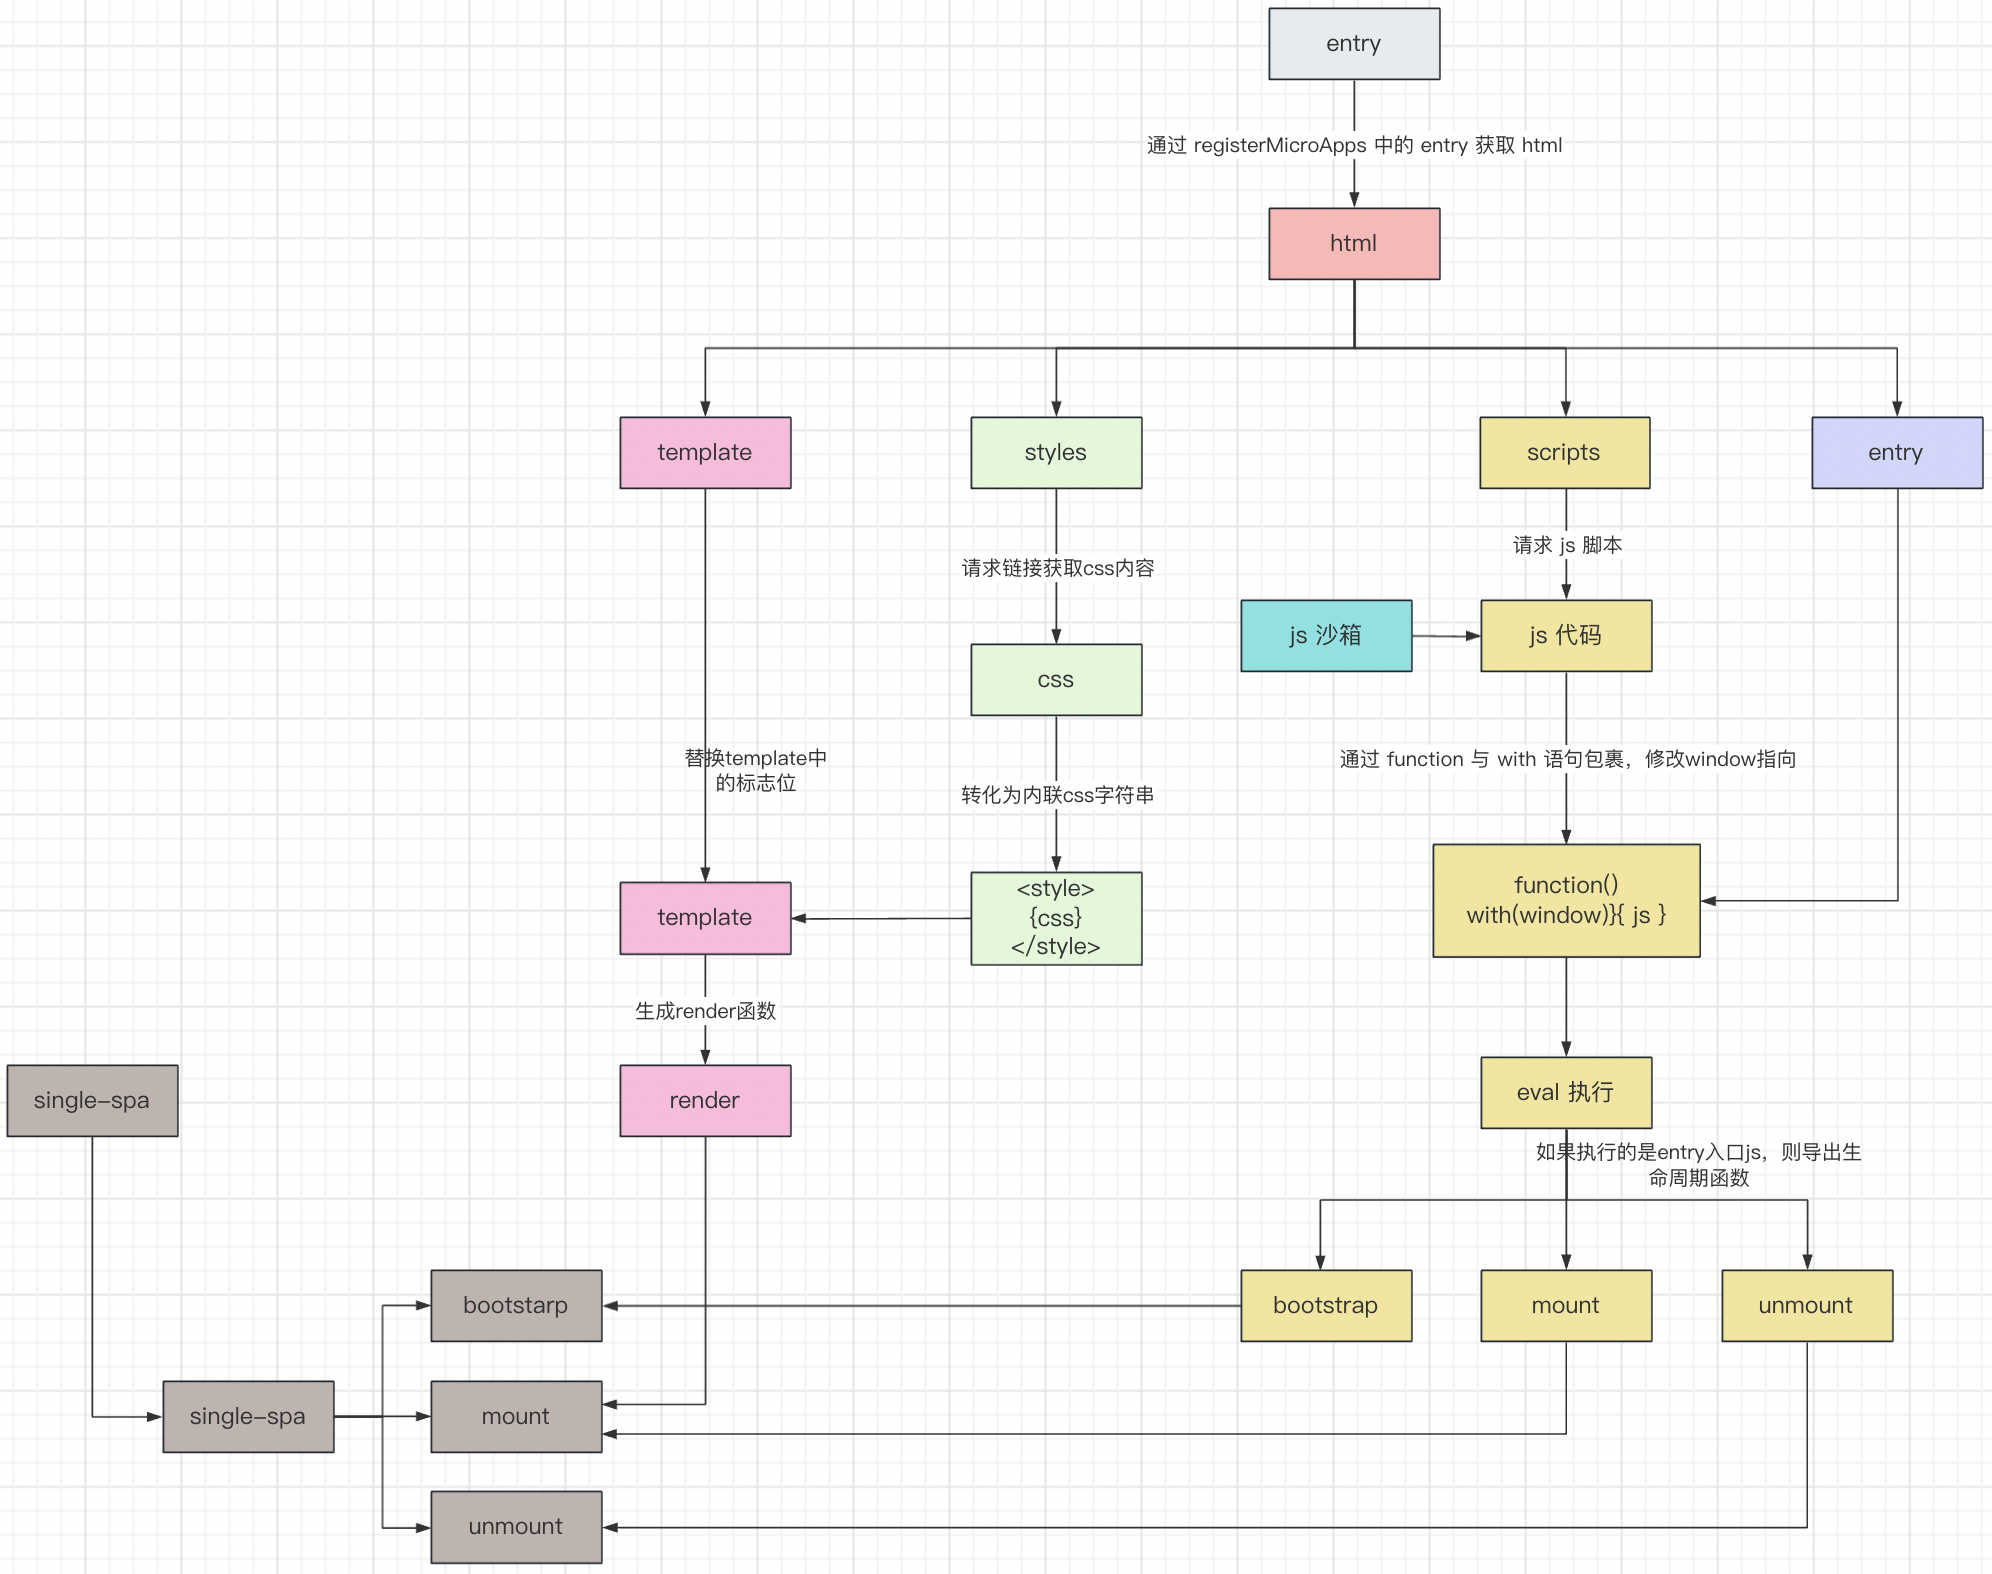 entry
通过 registerMicroApps 中的 entry 获取 html
html
template
styles
scripts
entry
请求 js 脚本
请求链接获取css内容
js 沙箱
js 代码
css
替换template中
的标志位
通过 function 与 with 语句包裹，修改window指向
转化为内联css字符串
template
<style>
{css}
</style>
function()
with(window)}{ js }
生成render函数
single-spa
render
eval 执行
如果执行的是entry入口js，则导出生
命周期函数
bootstarp
bootstrap
mount
unmount
single-spa
mount
unmount